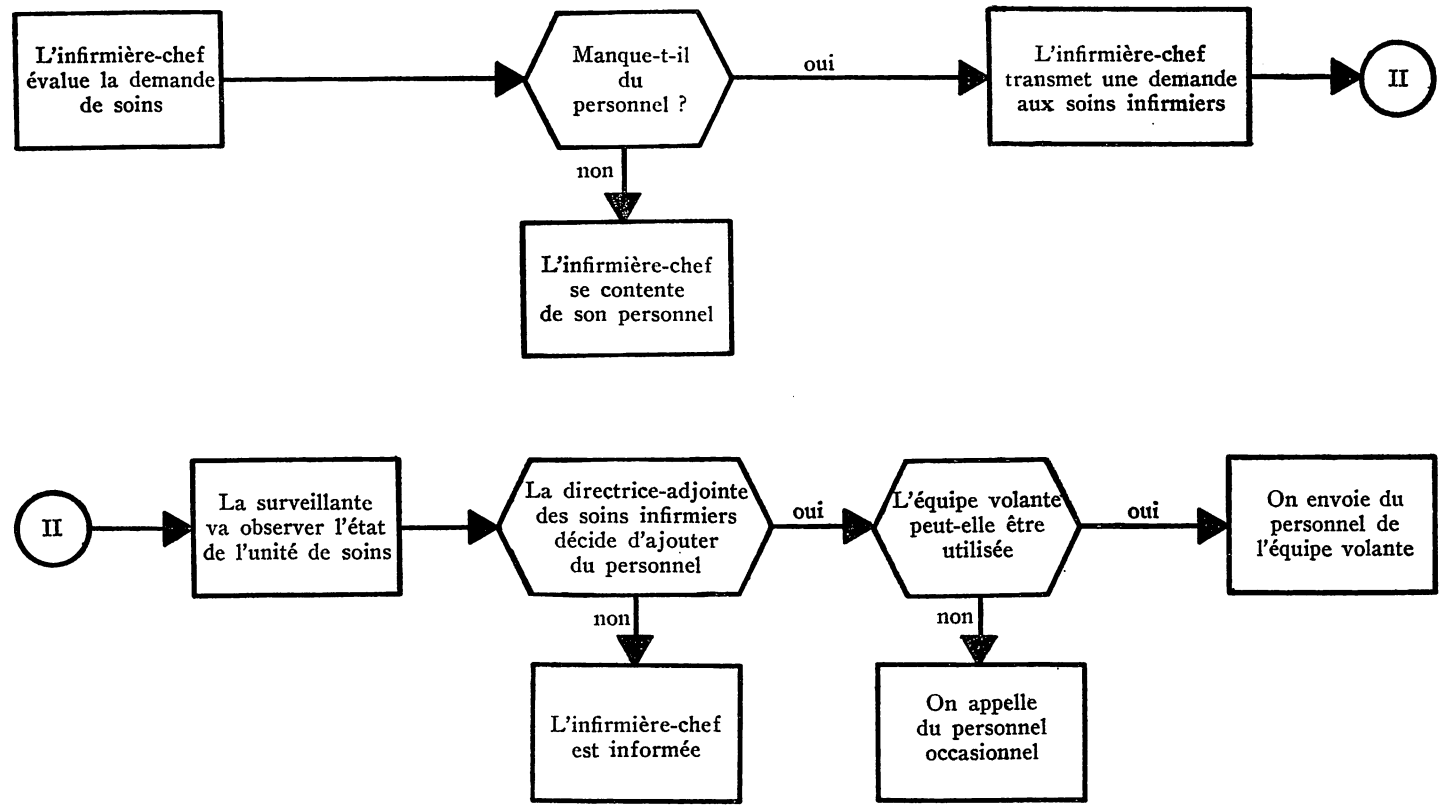 L'infirmière-chef
évalue la demande
de soins
Manque-t-il
du
personnel ?
oui
L'infirmière-chef
transmet une demande
aux soins infirmiers
II
non
L'infirmière-chef
se contente
de son personnel
II
La surveillante
va observer l'état
de l'unité de soins
La directrice-adjointe
des soins infirmiers
décide d'ajouter
du personnel
oui
L'équipe volante
peut-elle être
utilisée
oui
On envoie du
personnel de
l'équipe volante
non
L'infirmière-chef
est informée
non
On appelle
du personnel
occasionnel